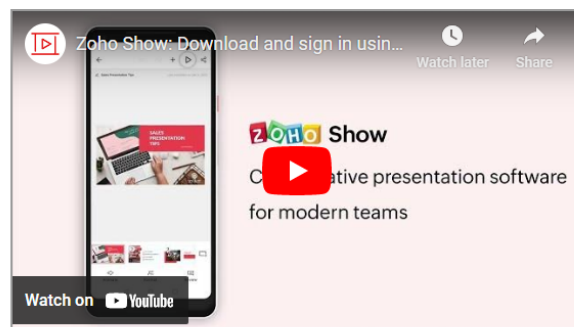 Zoho Show: Download and sign in usin...
Watch later
Share
SALES
PRESENTATION
TIPS
ZOHO Show
C ative presentation software
for modern teams
Watch on YouTube